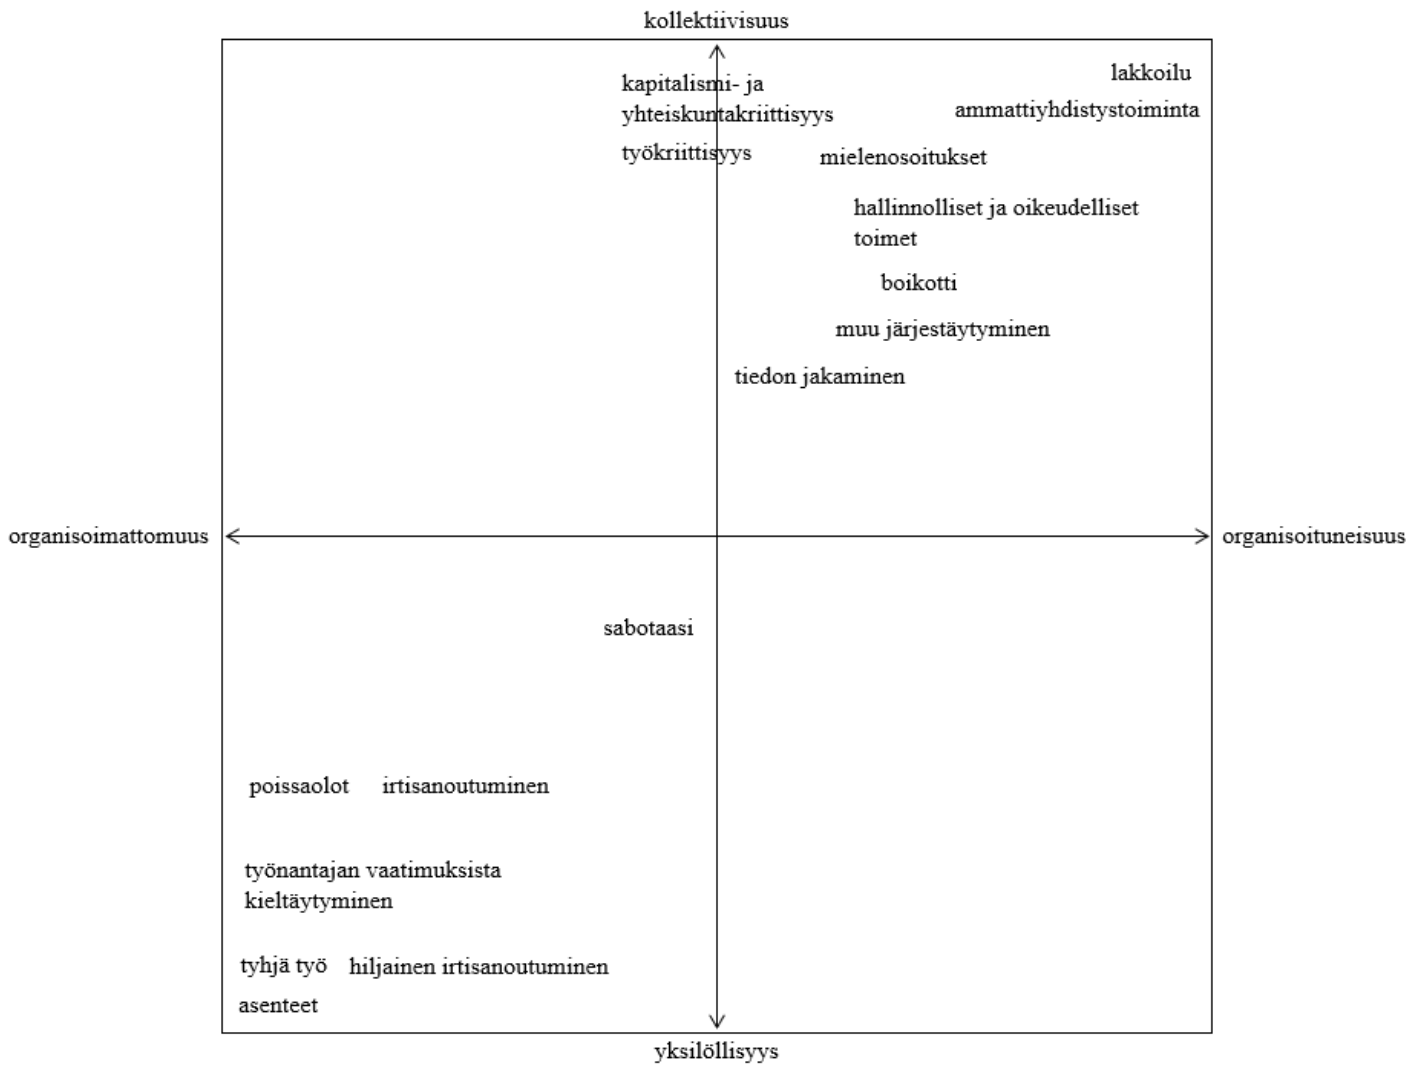 kollektiivisuus
lakkoilu
kapitalismi- ja
yhteiskuntakriittisyys
ammattiyhdistystoiminta
työkriittisyys
mielenosoitukset
hallinnolliset ja oikeudelliset
toimet
boikotti
muu järjestäytyminen
tiedon jakaminen
organisoimattomuus
organisoituneisuus
sabotaasi
poissaolot
irtisanoutuminen
työnantajan vaatimuksista
kieltäytyminen
tyhjä työ
hiljainen irtisanoutuminen
asenteet
yksilöllisyys